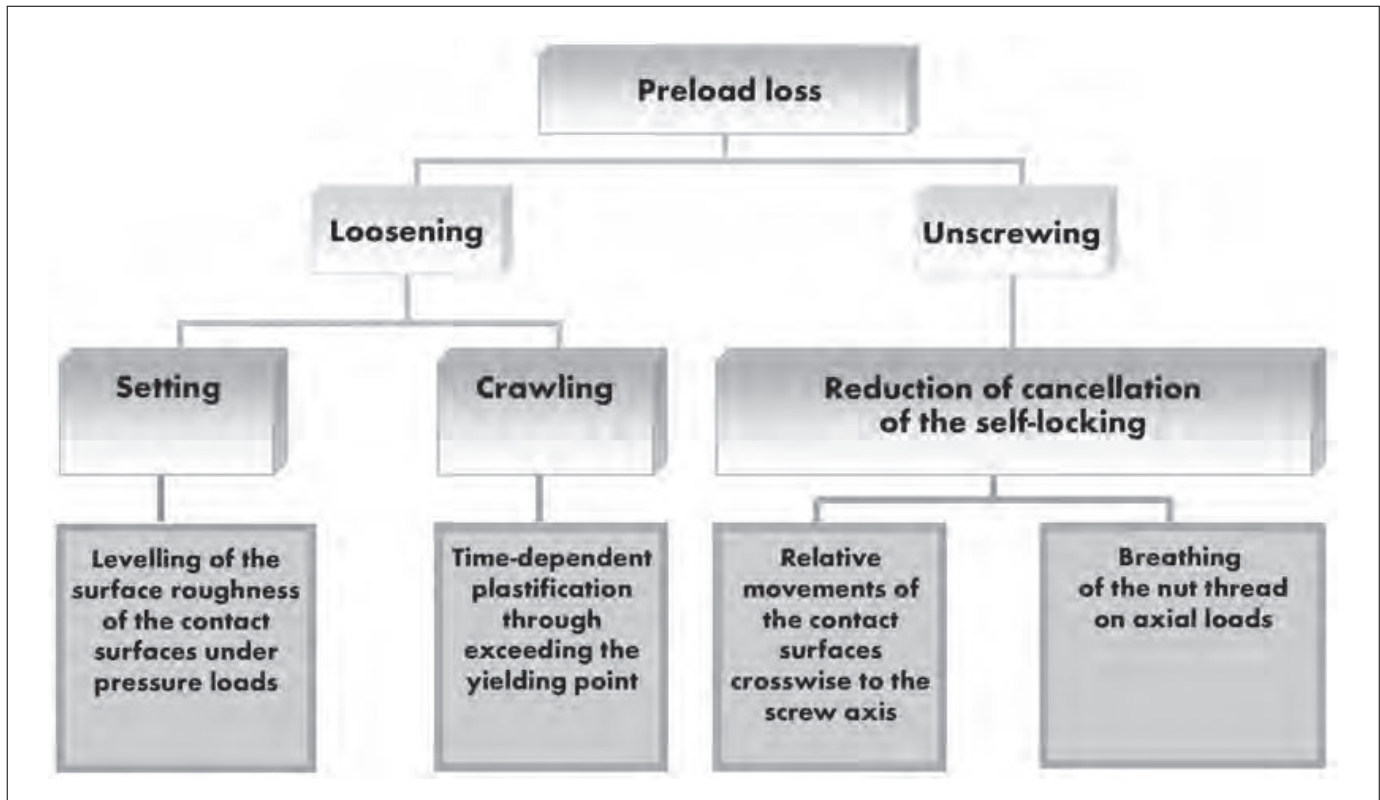 Preload loss
Loosening
Unscrewing
Setting
Crawling
Reduction of cancellation
of the self-locking
Levelling of the
surface roughness
of the contact
surfaces under
pressure loads
Time-dependent
plastification
through
exceeding the
yielding point
Relative
movements of
the contact
surfaces
crosswise to the
screw axis
Breathing
of the nut thread
on axial loads